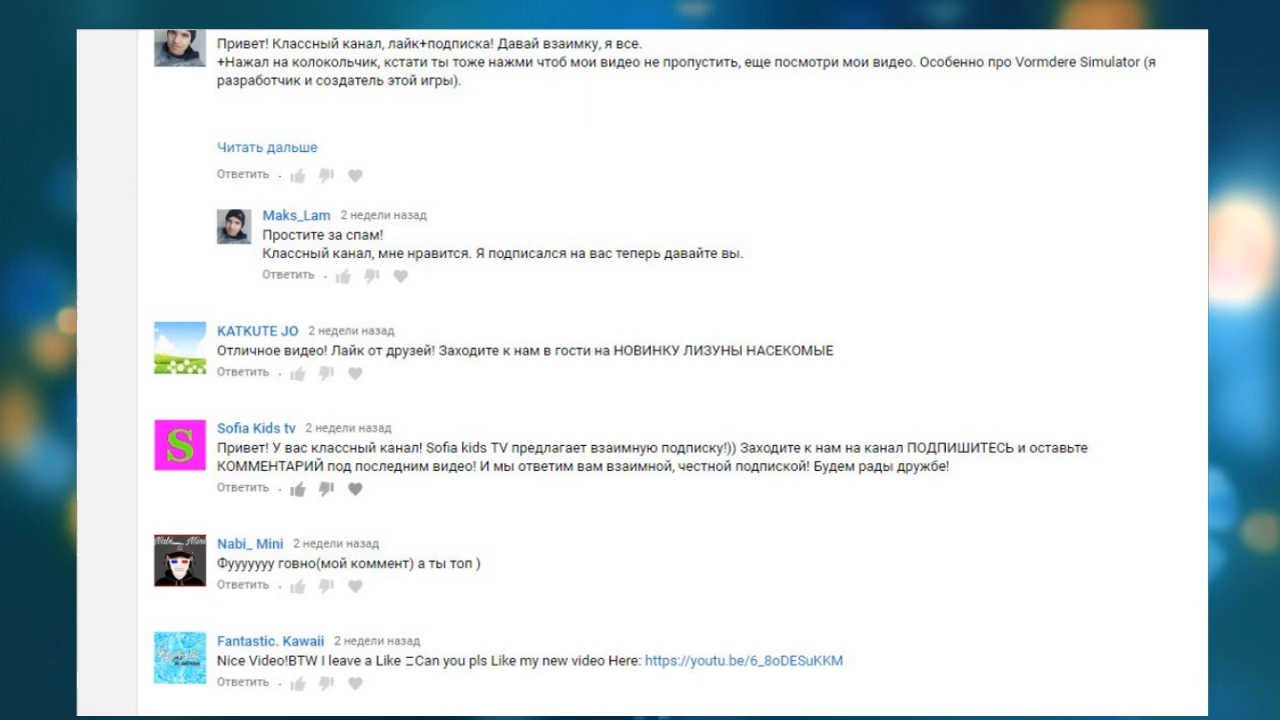 Привет! Классный канал, лайк+подписка! Давай взаимку, я все.
+Нажал на колокольчик, кстати ты тоже нажми чтоб мои видео не пропустить, еще посмотри мои видео. Особенно про Vormdere Simulator (я
разработчик и создатель этой игры).
Читать дальше
Ответить
Maks_Lam 2 недели назад
Простите за спам!
Классный канал, мне нравится. Я подписался на вас теперь давайте вы.
Ответить
KATKUTE JO 2 недели назад
Отличное видео! Лайк от друзей! Заходите к нам в гости на НОВИНКУ ЛИЗУНЫ НАСЕКОМЫЕ
Ответить
S
Sofia Kids tv 2 недели назад
Привет! У вас классный канал! Sofia kids TV предлагает взаимную подписку!)) Заходите к нам на канал ПОДПИШИТЕСЬ и оставьте
КОММЕНТАРИЙ под последним видео! И мы ответим вам взаимной, честной подпиской! Будем рады дружбе!
Ответить
Nabi_ Mini 2 недели назад
Фууууууу говно(мой коммент) а ты топ )
Ответить
Fantastic. Kawaii 2 недели назад
Nice Video!BTW I leave a Like Can you pls Like my new video Here: https://youtu.be/6_8oDESuKKM
Ответить